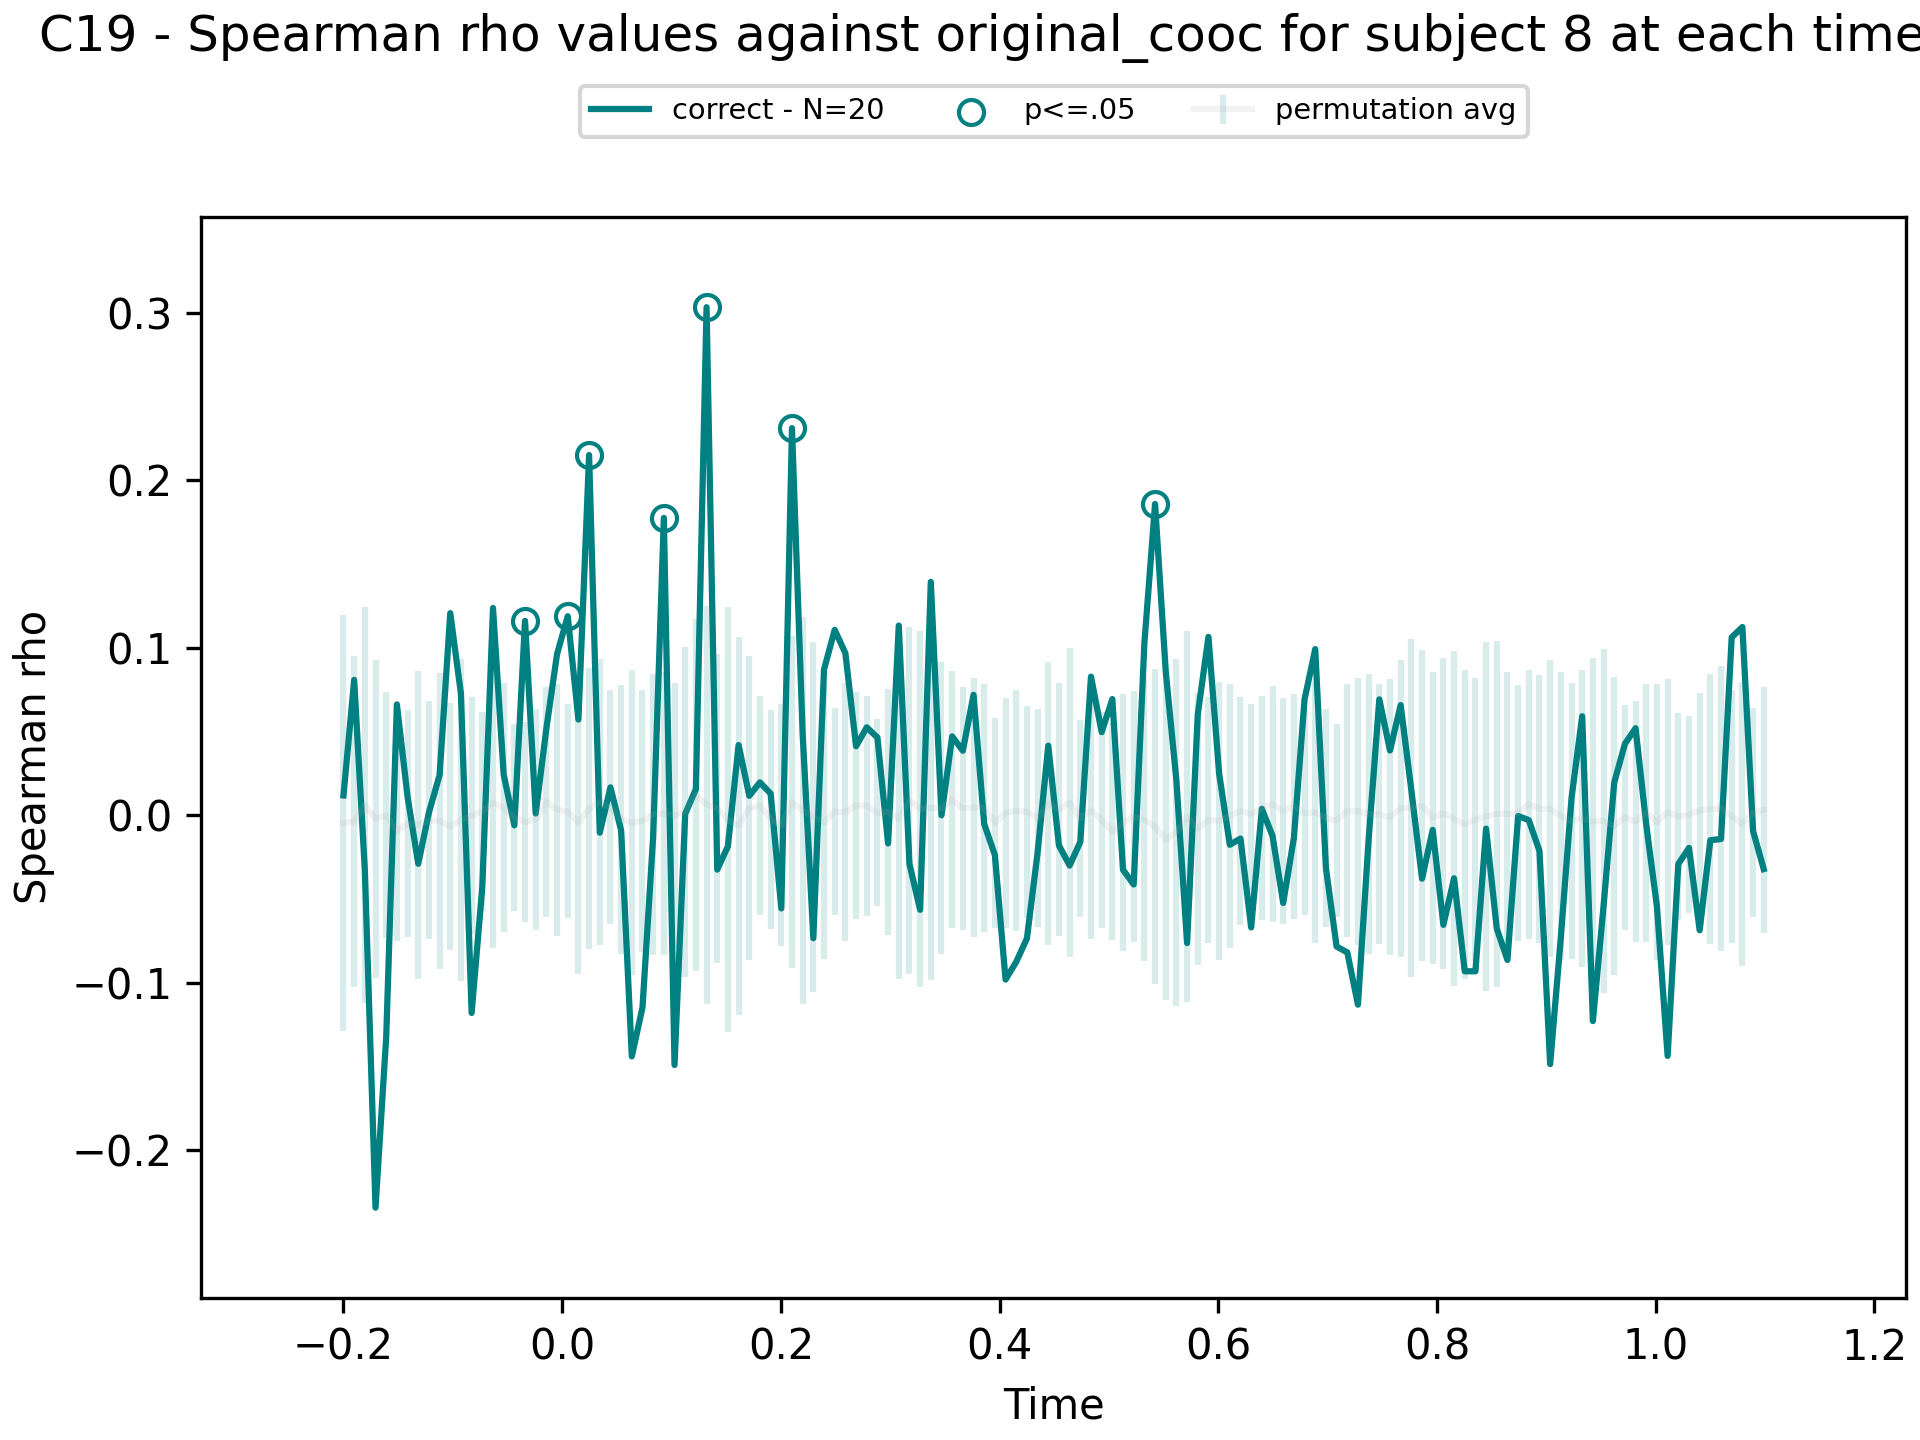 C19 - Spearman rho values against original_cooc for subject 8 at each time
correct - N=20 p<=.05 permutation avg
0.3
0.2
0.1
0.0
−0.1
−0.2
Spearman rho
−0.2 0.0 0.2 0.4 0.6 0.8 1.0 1.2
Time